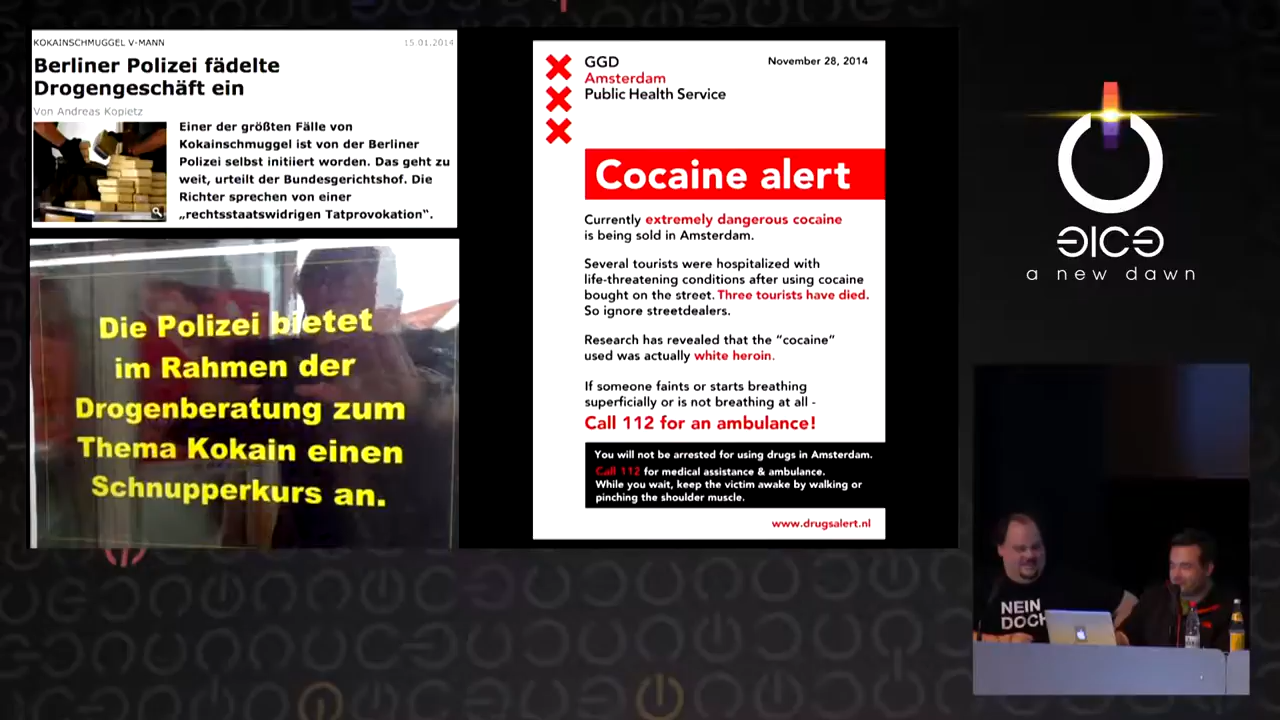 KOKAINSCHMUGGEL V-MANN
15.01.2014
Berliner Polizei fädelte
Drogengeschäft ein
Von Andreas Kopietz
Einer der größten Fälle von
Kokainschmuggel ist von der Berliner
Polizei selbst initiiert worden. Das geht zu
weit, urteilt der Bundesgerichtshof. Die
Richter sprechen von einer
„rechtsstaatswidrigen Tatprovokation“.
Die Polizei bietet
im Rahmen der
Drogenberatung zum
Thema Kokain einen
Schnupperkurs an.
GGD
Amsterdam
Public Health Service
November 28, 2014
Cocaine alert
Currently extremely dangerous cocaine
is being sold in Amsterdam.
Several tourists were hospitalized with
life-threatening conditions after using cocaine
bought on the street. Three tourists have died.
So ignore streetdealers.
Research has revealed that the “cocaine”
used was actually white heroin.
If someone faints or starts breathing
superficially or is not breathing at all -
Call 112 for an ambulance!
You will not be arrested for using drugs in Amsterdam.
Call 112 for medical assistance & ambulance.
While you wait, keep the victim awake by walking or
pinching the shoulder muscle.
www.drugsalert.nl
a new dawn
NEIN
DOCH